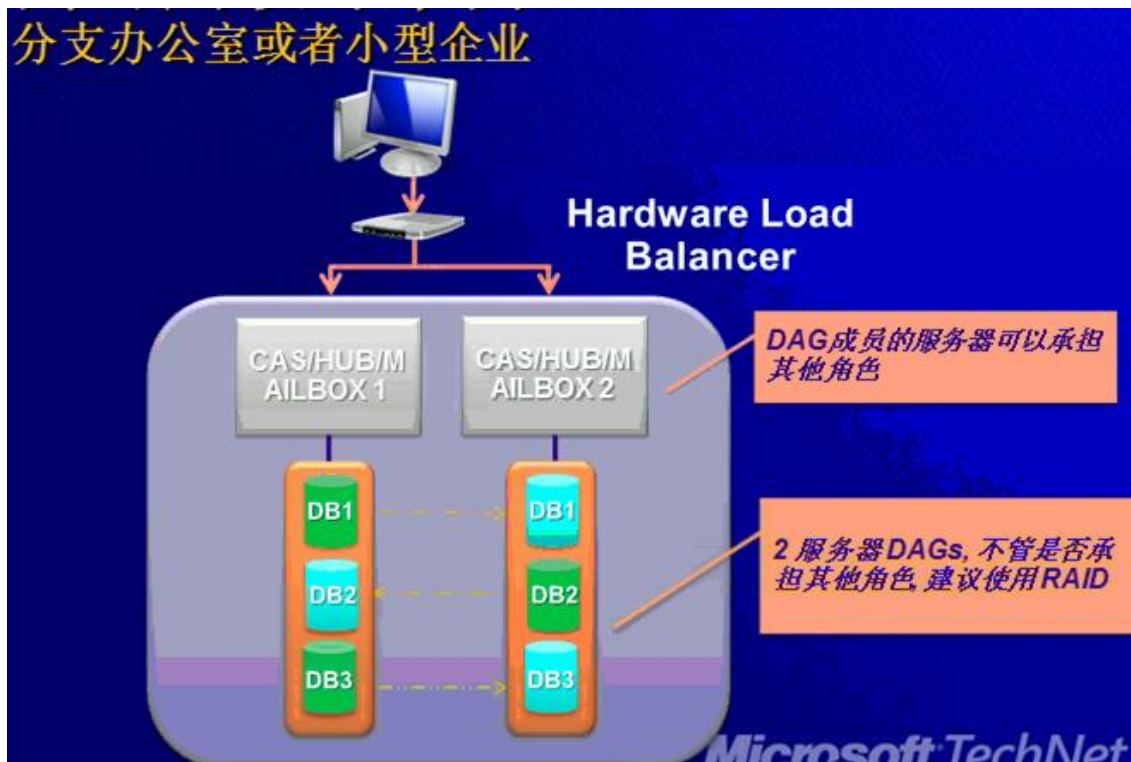 分支办公室或者小型企业
Hardware Load
Balancer
CAS/HUB/M
AILBOX 1
CAS/HUB/M
AILBOX 2
DAG成员的服务器可以承担
其他角色
DB1
DB1
DB2
DB2
DB3
DB3
2 服务器DAGs, 不管是否承
担其他角色, 建议使用RAID
Microsoft TechNet